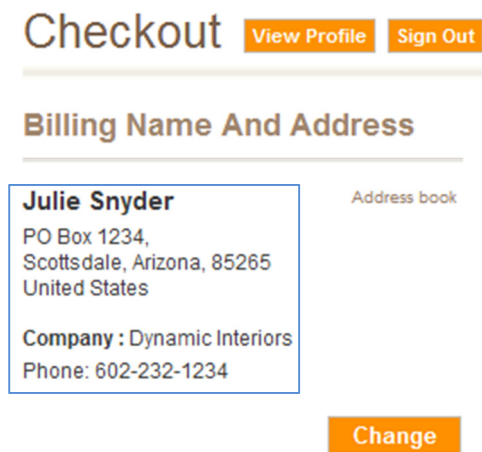 Checkout View Profile Sign Out
Billing Name And Address
Julie Snyder Address book
PO Box 1234,
Scottsdale, Arizona, 85265
United States
Company : Dynamic Interiors
Phone: 602-232-1234
Change